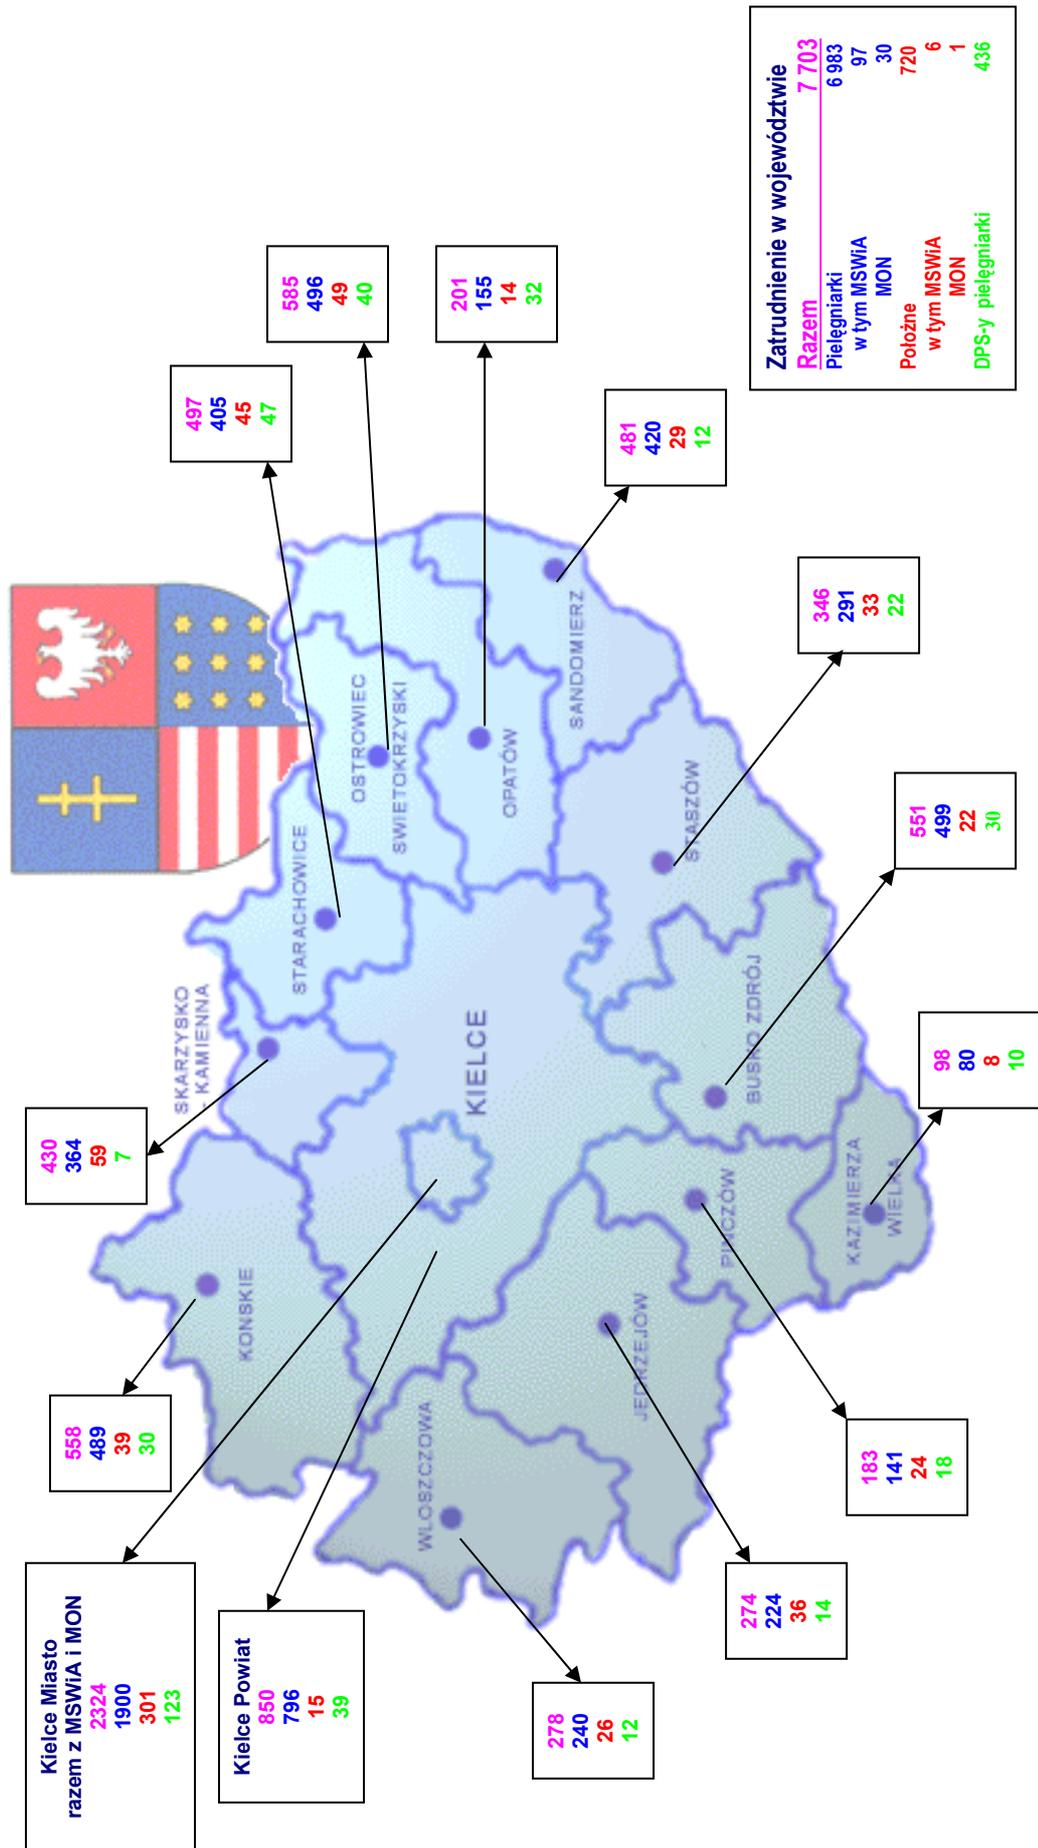 Kielce Miasto
razem z MSWiA i MON
2324
1900
301
123
Kielce Powiat
850
796
15
39
558
489
39
30
430
364
59
7
497
405
45
47
585
496
49
40
201
155
14
32
481
420
29
12
346
291
33
22
551
499
22
30
98
80
8
10
183
141
24
18
274
224
36
14
278
240
26
12
KONSKIE
SKARZYSKO
- KAMIENNA
STARACHOWICE
OSTROWIEC
SWIETOKRZYSKI
OPATÓW
SANDOMIERZ
STASZÓW
BUSKO ZDRÓJ
KAZIMIERZA
WIELKA
PINCZÓW
JEDRZEJÓW
WLOSZCZOWA
KIELCE
Zatrudnienie w województwie
Razem 7 703
Pielęgniarki 6 983
w tym MSWiA 97
MON 30
Położne 720
w tym MSWiA 6
MON 1
DPS-y pielęgniarki 436